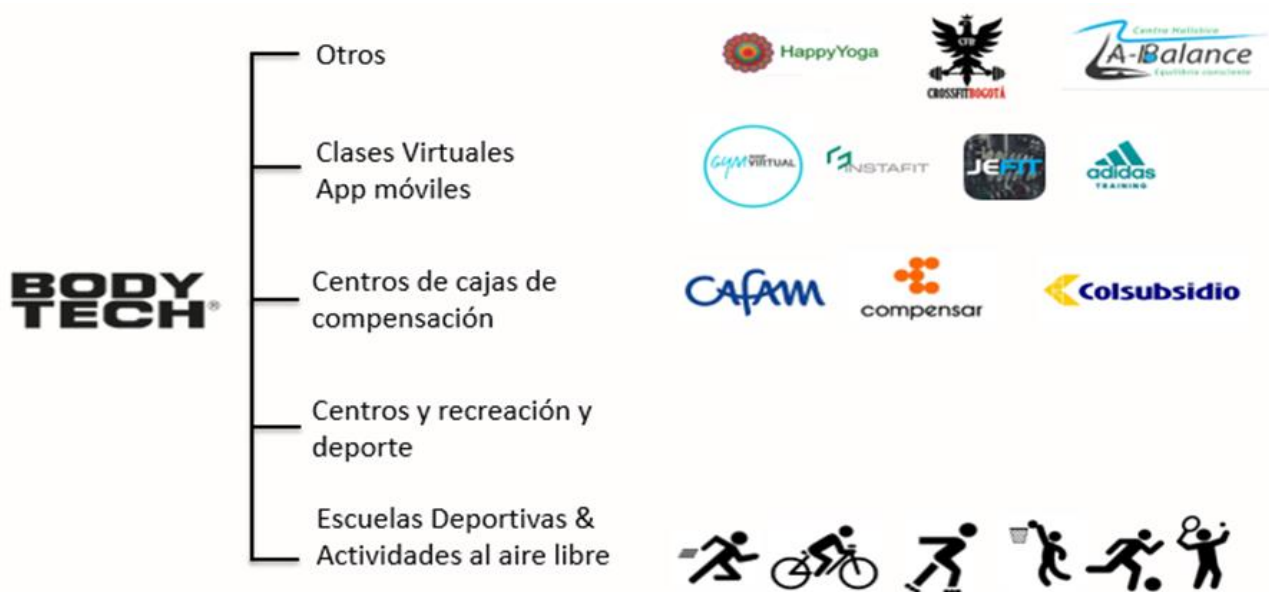 Otros
HappyYoga
CFB
CROSSFITBOGOTÁ
Centro Holístico
A-Balance
Equilibrio consciente
Clases Virtuales
App móviles
GYM VIRTUAL
INSTAFIT
JEFIT
adidas
TRAINING
BODY
TECH®
Centros de cajas de
compensación
CAFAM
compensar
Colsubsidio
Centros y recreación y
deporte
Escuelas Deportivas &
Actividades al aire libre